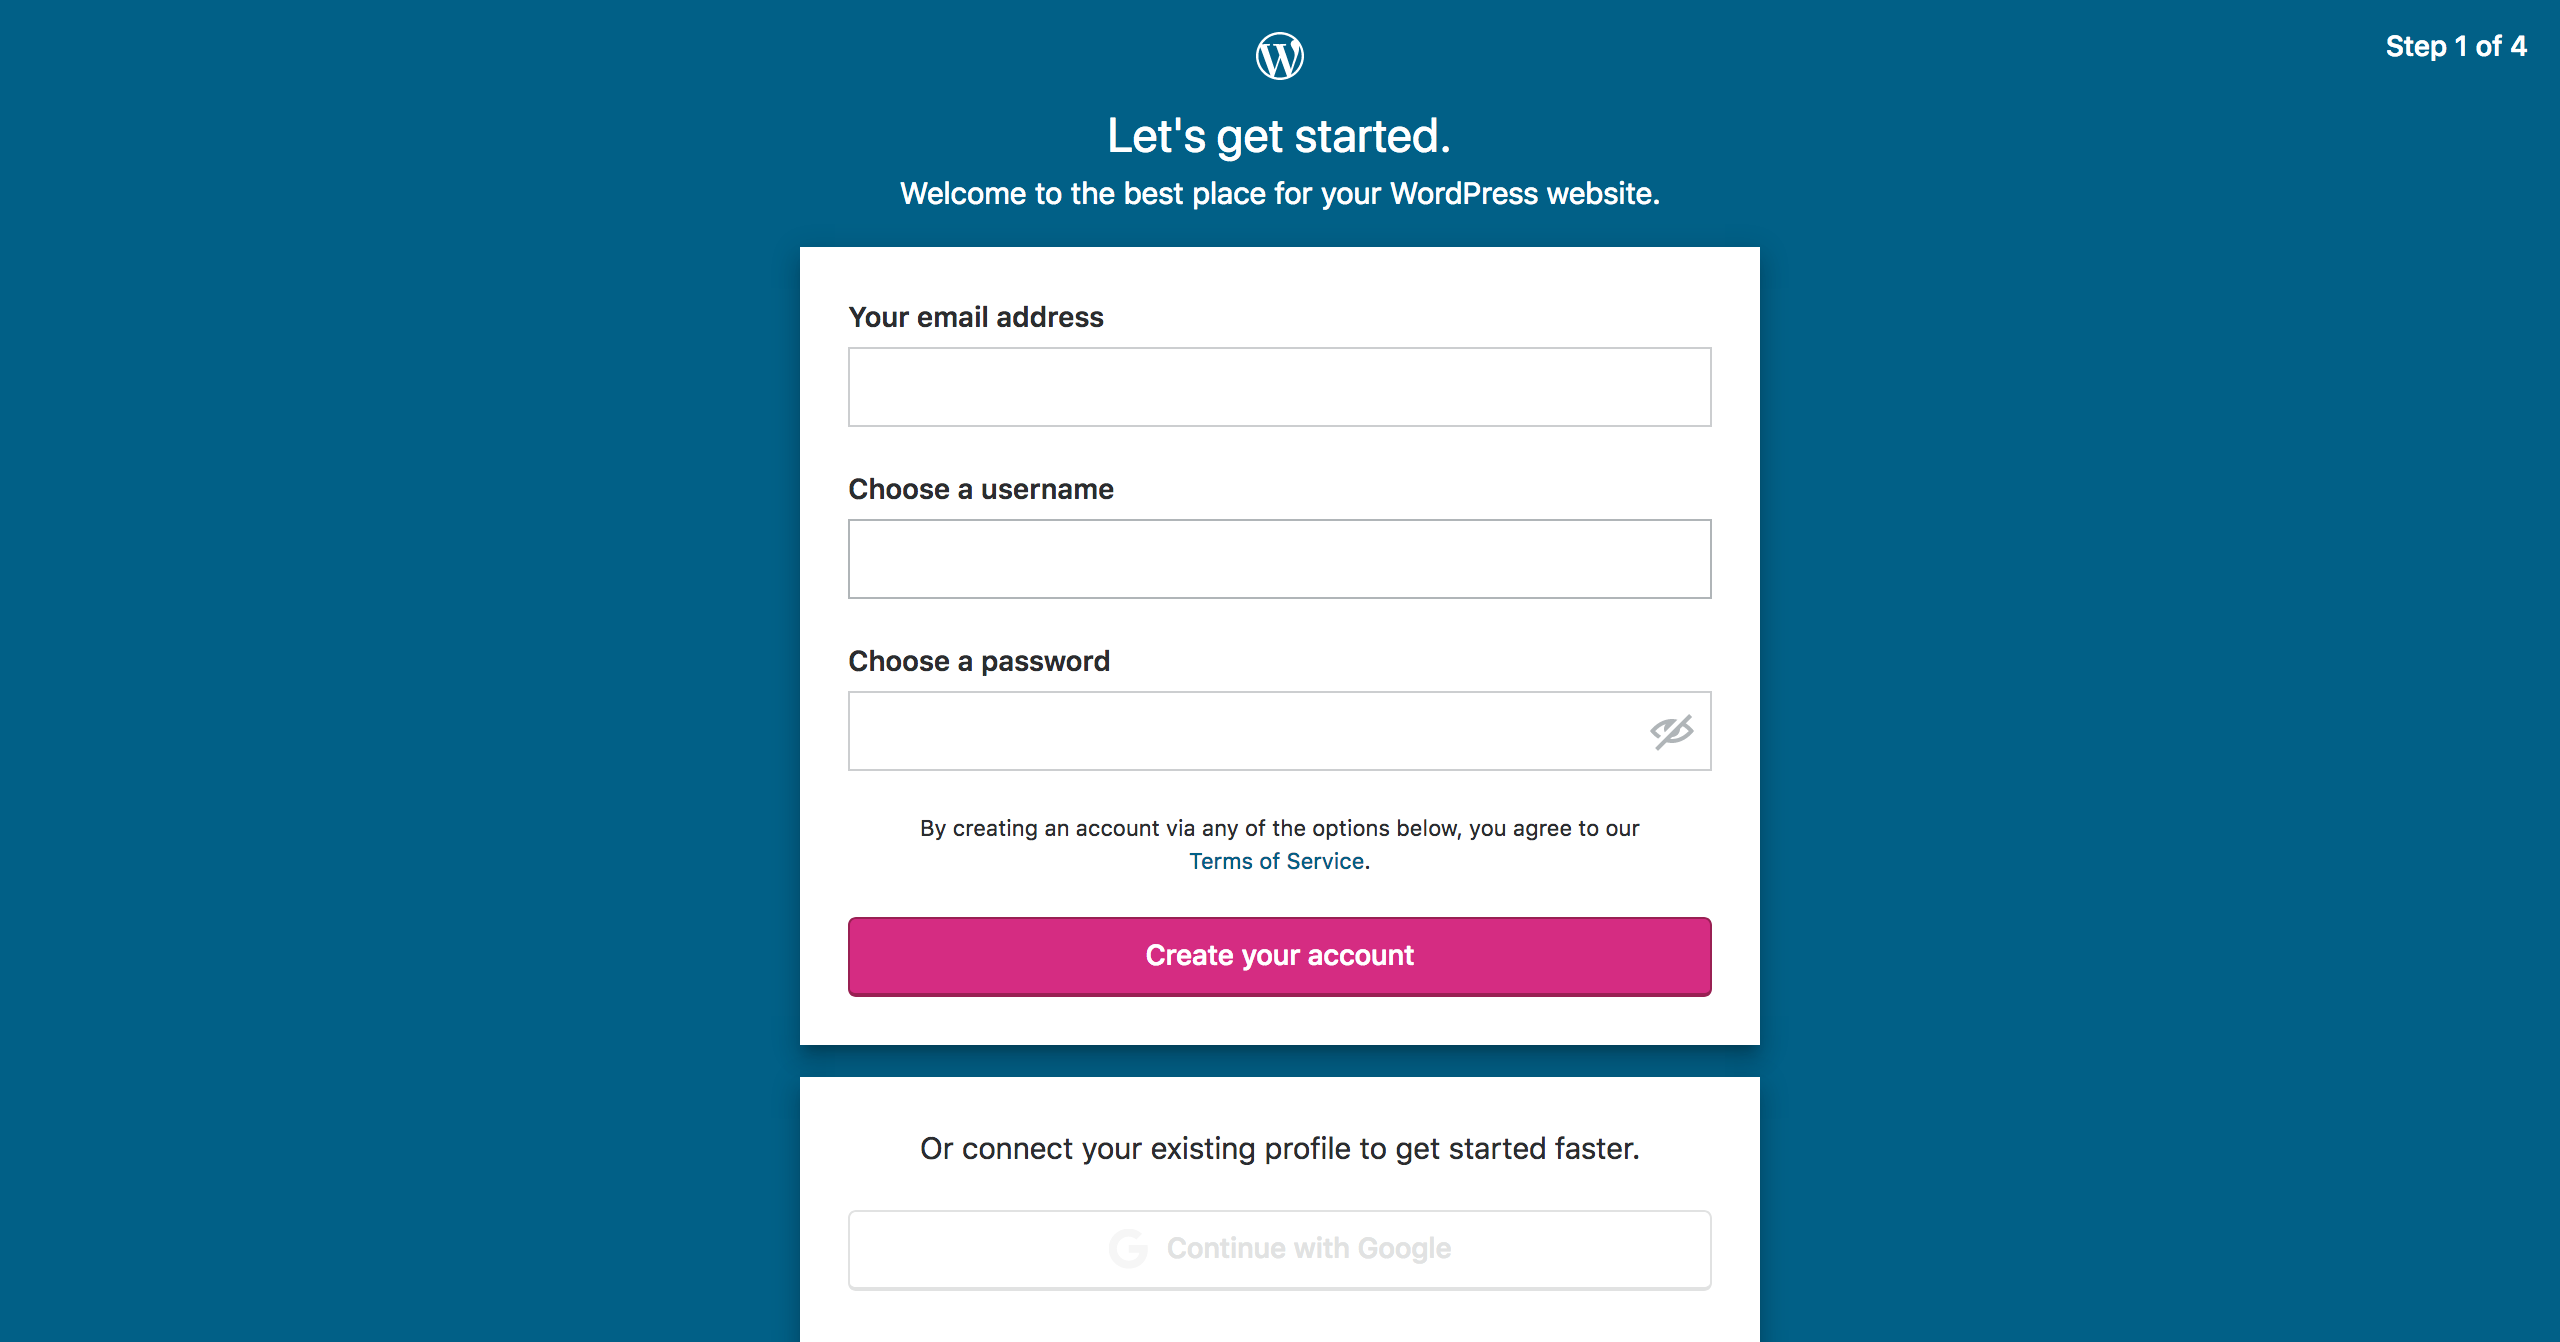 Step 1 of 4
Let's get started.
Welcome to the best place for your WordPress website.
Your email address
Choose a username
Choose a password
By creating an account via any of the options below, you agree to our
Terms of Service.
Create your account
Or connect your existing profile to get started faster.
Continue with Google